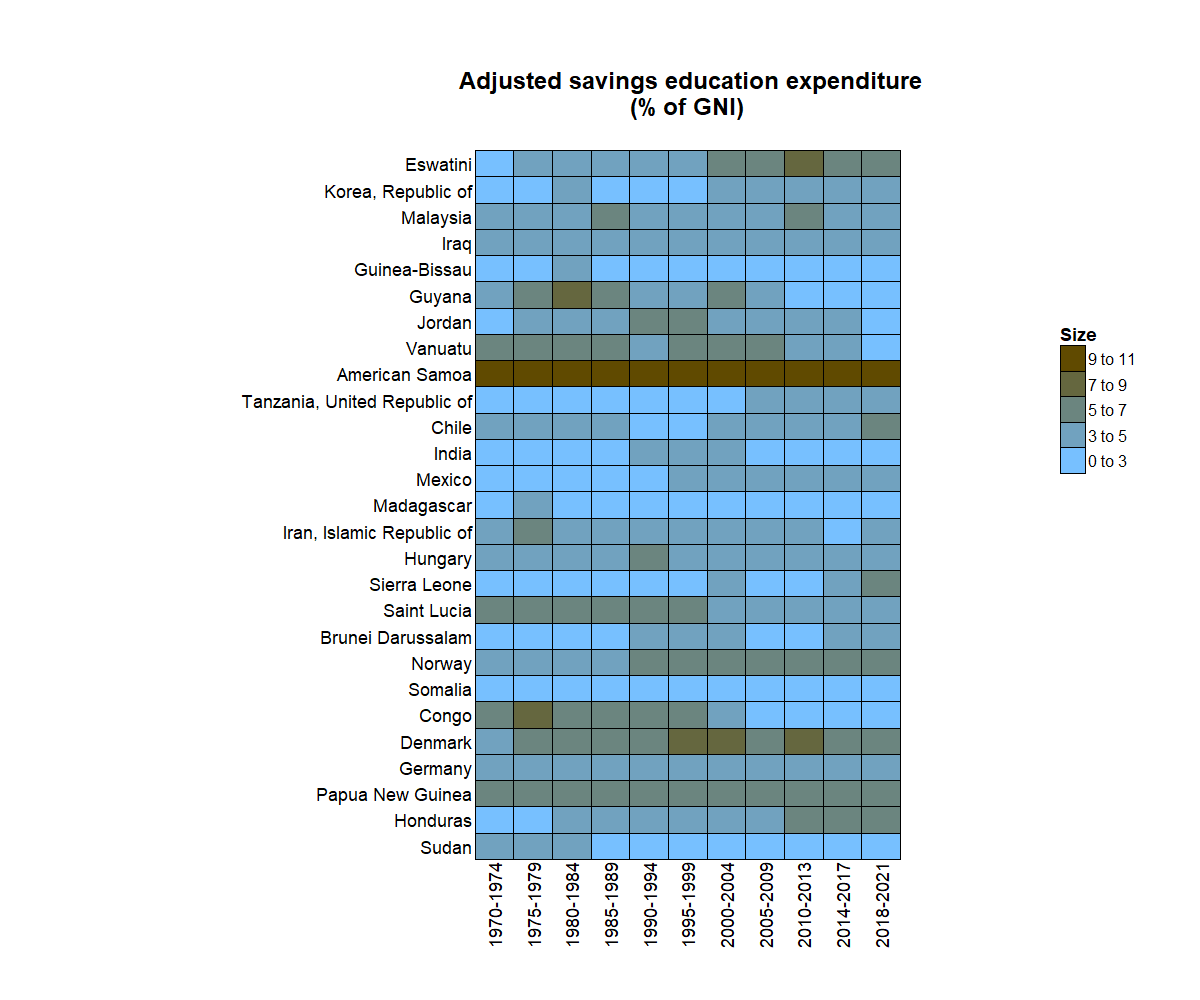 Adjusted savings education expenditure
(% of GNI)
Eswatini
Korea, Republic of
Malaysia
Iraq
Guinea-Bissau
Guyana
Jordan
Vanuatu
American Samoa
Tanzania, United Republic of
Chile
India
Mexico
Madagascar
Iran, Islamic Republic of
Hungary
Sierra Leone
Saint Lucia
Brunei Darussalam
Norway
Somalia
Congo
Denmark
Germany
Papua New Guinea
Honduras
Sudan
1970-1974
1975-1979
1980-1984
1985-1989
1990-1994
1995-1999
2000-2004
2005-2009
2010-2013
2014-2017
2018-2021
Size
9 to 11
7 to 9
5 to 7
3 to 5
0 to 3